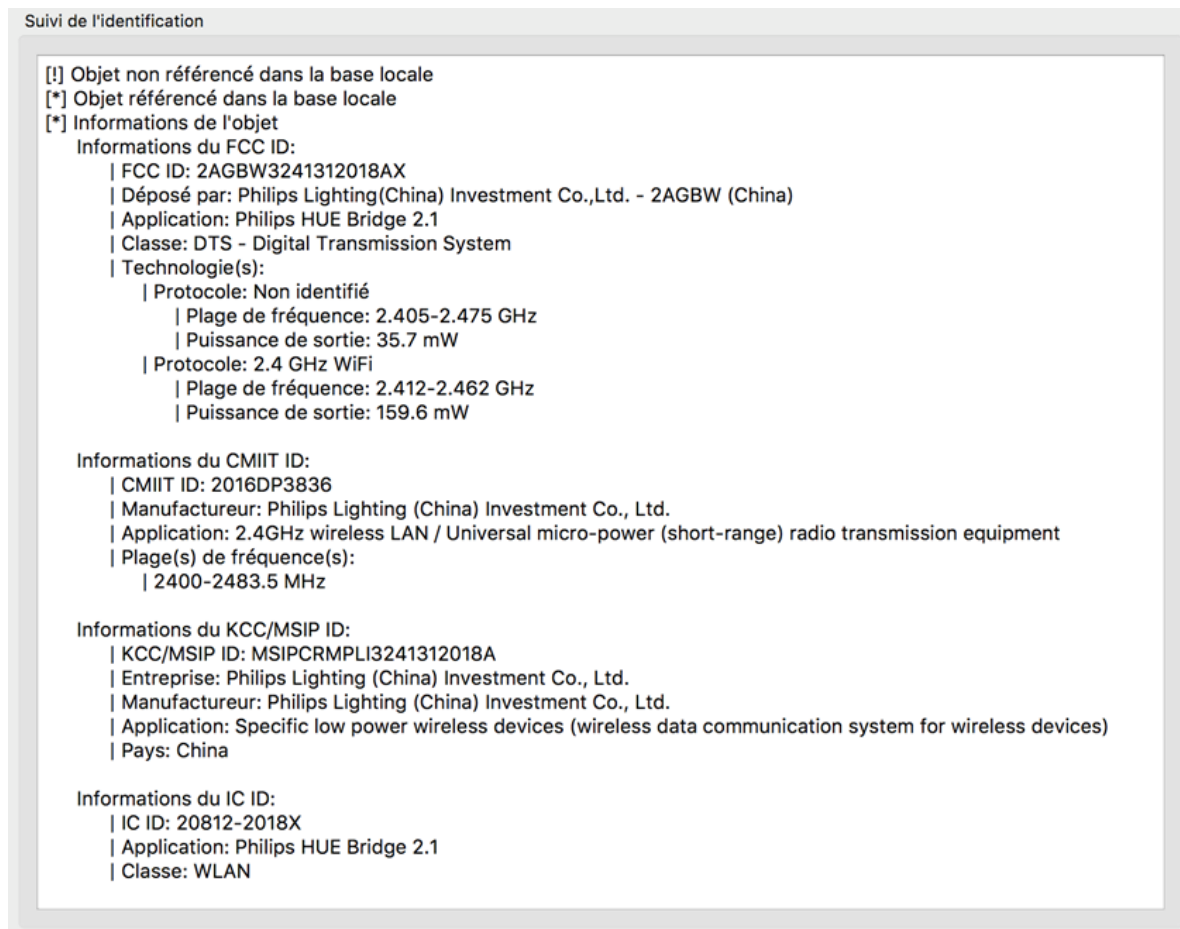 Suivi de l'identification
[!] Objet non référencé dans la base locale
[*] Objet référencé dans la base locale
[*] Informations de l'objet
Informations du FCC ID:
| FCC ID: 2AGBW3241312018AX
| Déposé par: Philips Lighting(China) Investment Co.,Ltd. - 2AGBW (China)
| Application: Philips HUE Bridge 2.1
| Classe: DTS - Digital Transmission System
| Technologie(s):
| Protocole: Non identifié
| Plage de fréquence: 2.405-2.475 GHz
| Puissance de sortie: 35.7 mW
| Protocole: 2.4 GHz WiFi
| Plage de fréquence: 2.412-2.462 GHz
| Puissance de sortie: 159.6 mW
Informations du CMIIT ID:
| CMIIT ID: 2016DP3836
| Manufactureur: Philips Lighting (China) Investment Co., Ltd.
| Application: 2.4GHz wireless LAN / Universal micro-power (short-range) radio transmission equipment
| Plage(s) de fréquence(s):
| 2400-2483.5 MHz
Informations du KCC/MSIP ID:
| KCC/MSIP ID: MSIPCRMPLI3241312018A
| Entreprise: Philips Lighting (China) Investment Co., Ltd.
| Manufactureur: Philips Lighting (China) Investment Co., Ltd.
| Application: Specific low power wireless devices (wireless data communication system for wireless devices)
| Pays: China
Informations du IC ID:
| IC ID: 20812-2018X
| Application: Philips HUE Bridge 2.1
| Classe: WLAN